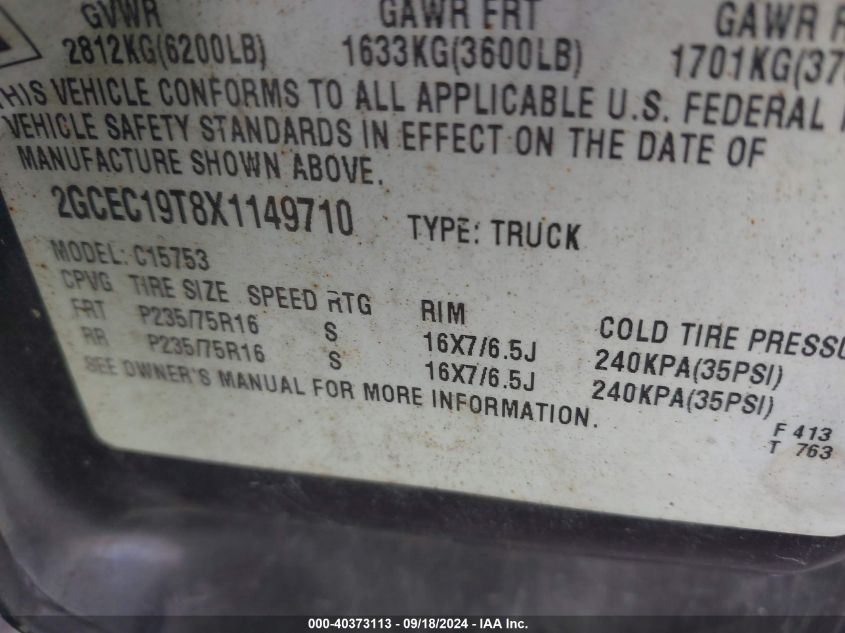 GVWR GAWR FRT GAWR
2812KG(6200LB) 1633KG(3600LB) 1701KG(37
THIS VEHICLE CONFORMS TO ALL APPLICABLE U.S. FEDERAL
VEHICLE SAFETY STANDARDS IN EFFECT ON THE DATE OF
MANUFACTURE SHOWN ABOVE.
2GCEC19T8X1149710 TYPE: TRUCK
MODEL: C15753
CPVG TIRE SIZE SPEED RTG RIM COLD TIRE PRESSU
FRT P235/75R16 S 16X7/6.5J 240KPA(35PSI)
RR P235/75R16 S 16X7/6.5J 240KPA(35PSI)
SEE OWNER'S MANUAL FOR MORE INFORMATION.
F 413
T 763
000-40373113 - 09/18/2024 - IAA Inc.